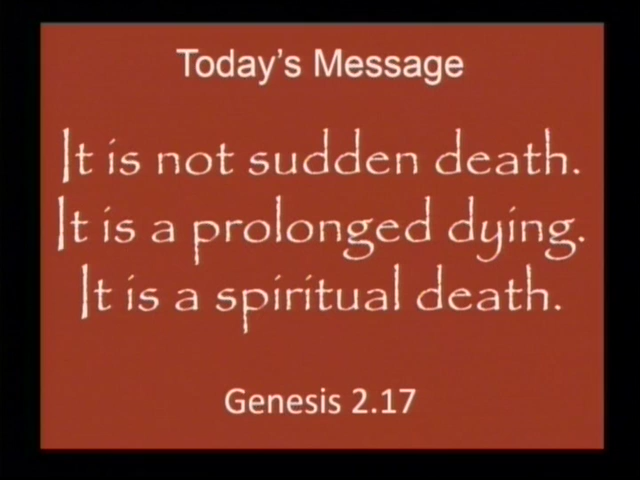 Today's Message
It is not sudden death.
It is a prolonged dying.
It is a spiritual death.
Genesis 2.17